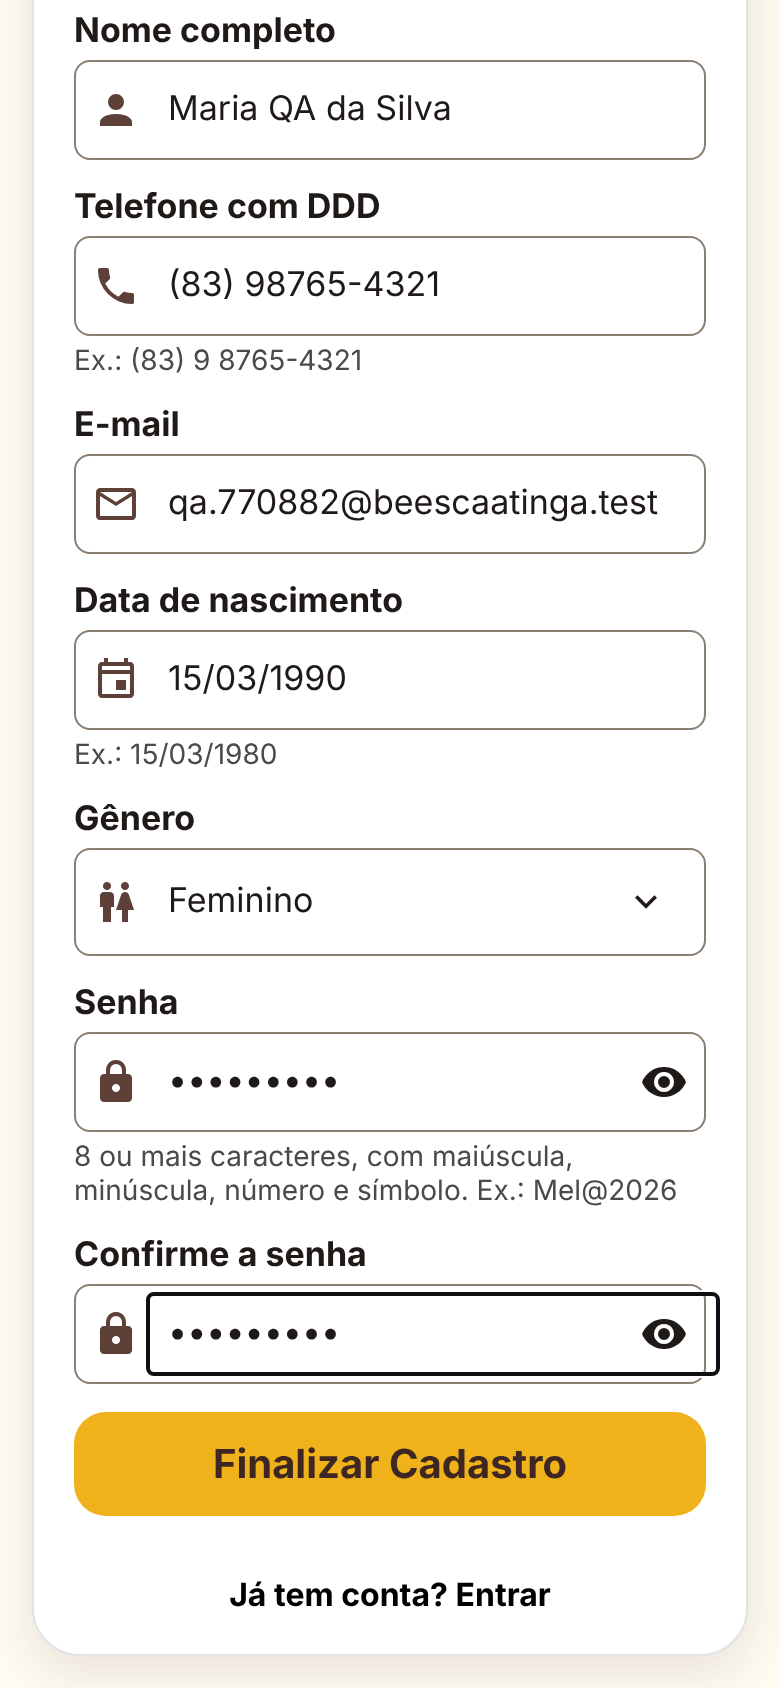 Nome completo
Maria QA da Silva
Telefone com DDD
(83) 98765-4321
Ex.: (83) 9 8765-4321
E-mail
qa.770882@beescaatinga.test
Data de nascimento
15/03/1990
Ex.: 15/03/1980
Gênero
Feminino
Senha
•••••••••
8 ou mais caracteres, com maiúscula,
minúscula, número e símbolo. Ex.: Mel@2026
Confirme a senha
•••••••••
Finalizar Cadastro
Já tem conta? Entrar